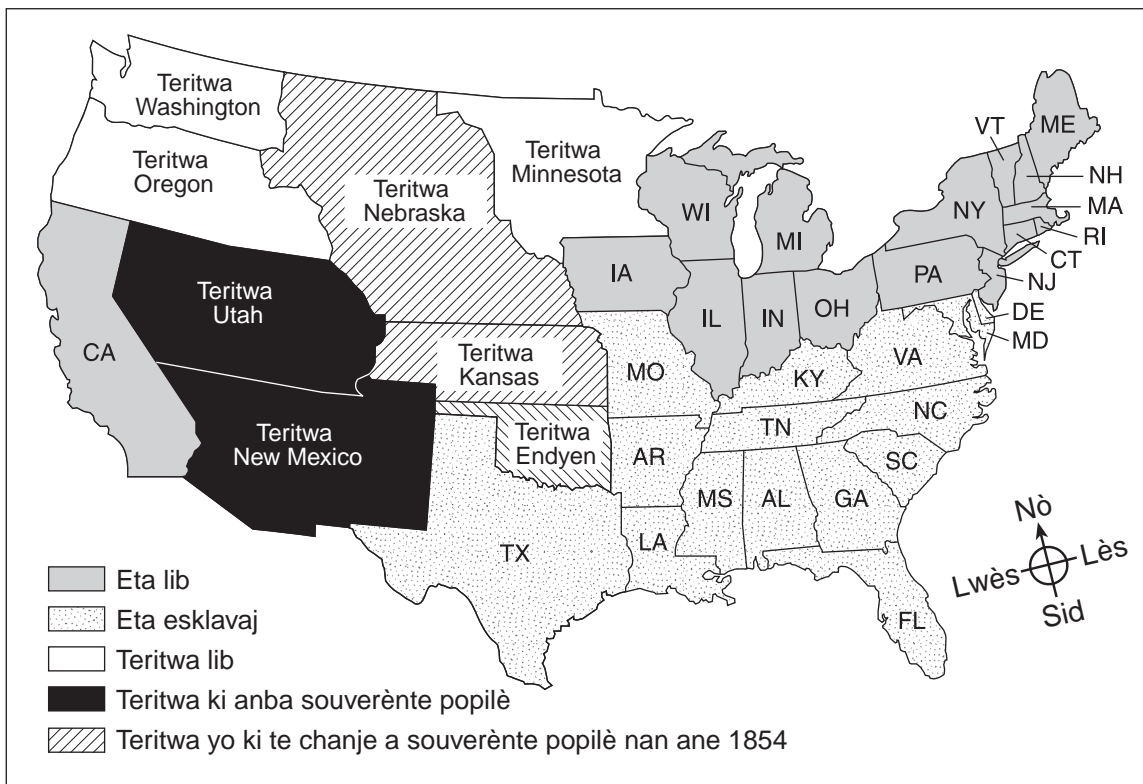 Teritwa
Washington
Teritwa
Oregon
Teritwa
Nebraska
Teritwa
Minnesota
VT
ME
NH
MA
RI
CT
NY
WI
MI
IA
PA
NJ
DE
MD
IL
IN
OH
Teritwa
Utah
CA
Teritwa
Kansas
MO
KY
VA
NC
TN
Teritwa
New Mexico
Teritwa
Endyen
AR
SC
MS
AL
GA
TX
LA
FL
Nò
Lwès
Lès
Sid
Eta lib
Eta esklavaj
Teritwa lib
Teritwa ki anba souverènte popilè
Teritwa yo ki te chanje a souverènte popilè nan ane 1854